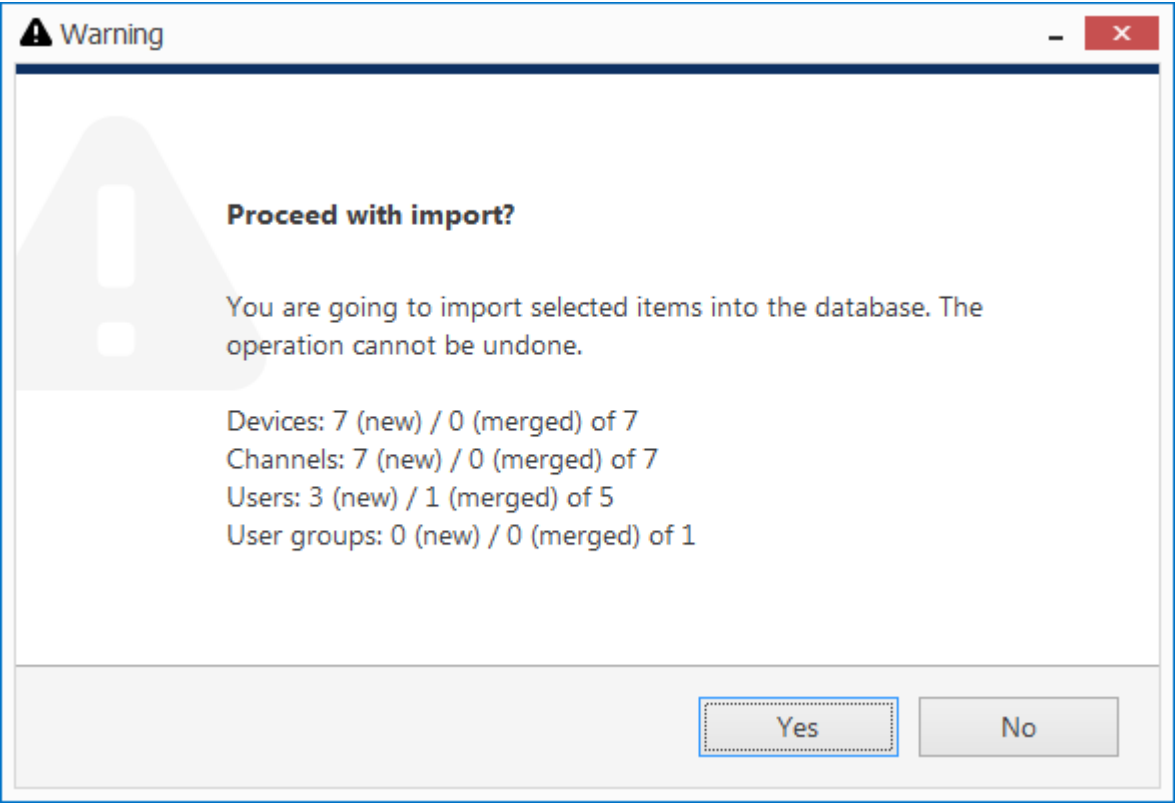 Warning
Proceed with import?
You are going to import selected items into the database. The
operation cannot be undone.
Devices: 7 (new) / 0 (merged) of 7
Channels: 7 (new) / 0 (merged) of 7
Users: 3 (new) / 1 (merged) of 5
User groups: 0 (new) / 0 (merged) of 1
Yes
No